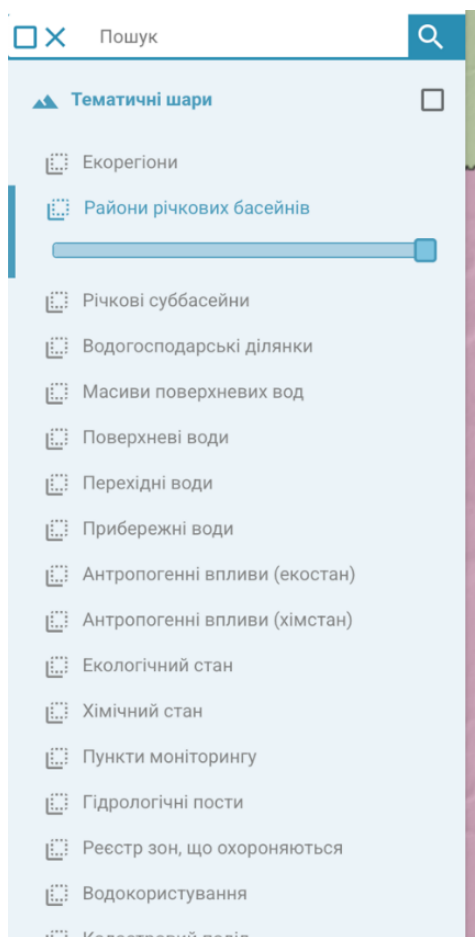 Пошук
Тематичні шари
Екорегіони
Райони річкових басейнів
Річкові суббасейни
Водогосподарські ділянки
Масиви поверхневих вод
Поверхневі води
Перехідні води
Прибережні води
Антропогенні впливи (екостан)
Антропогенні впливи (хімстан)
Екологічний стан
Хімічний стан
Пункти моніторингу
Гідрологічні пости
Реєстр зон, що охороняються
Водокористування